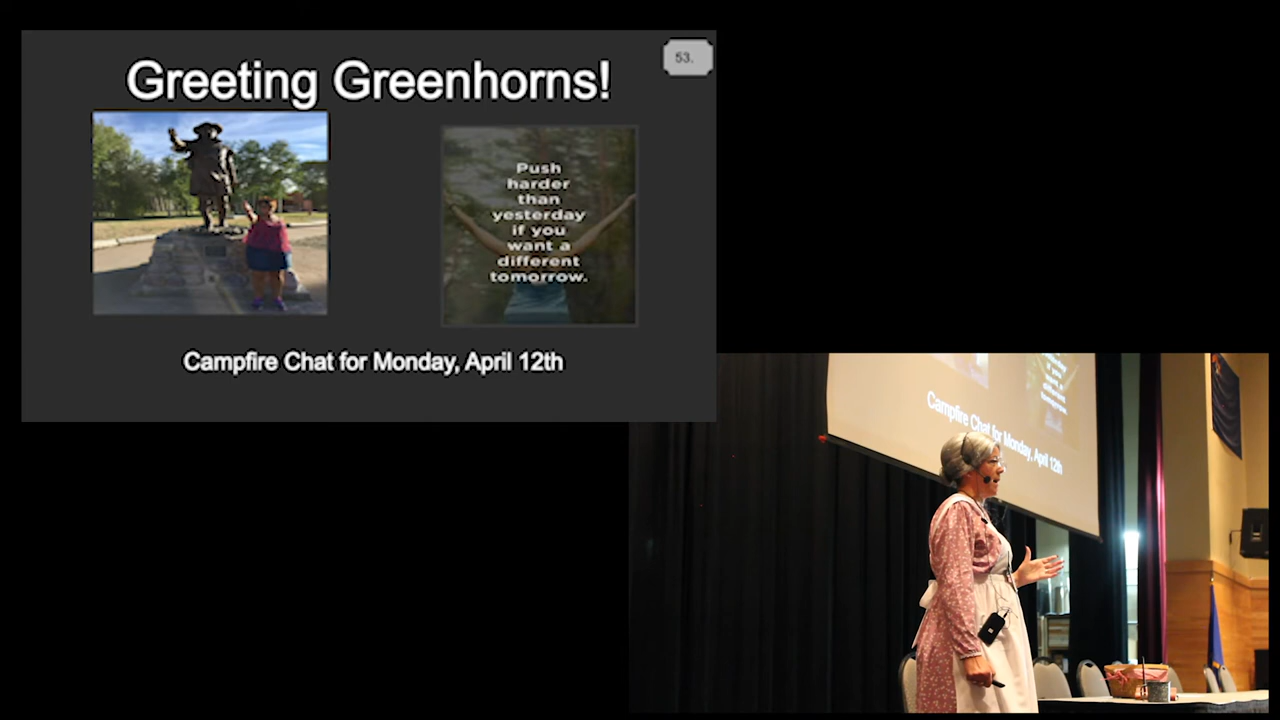 Greeting Greenhorns!
53.
Push
harder
than
yesterday
if you
want a
different
tomorrow.
Campfire Chat for Monday, April 12th
Campfire Chat for Monday, April 12th